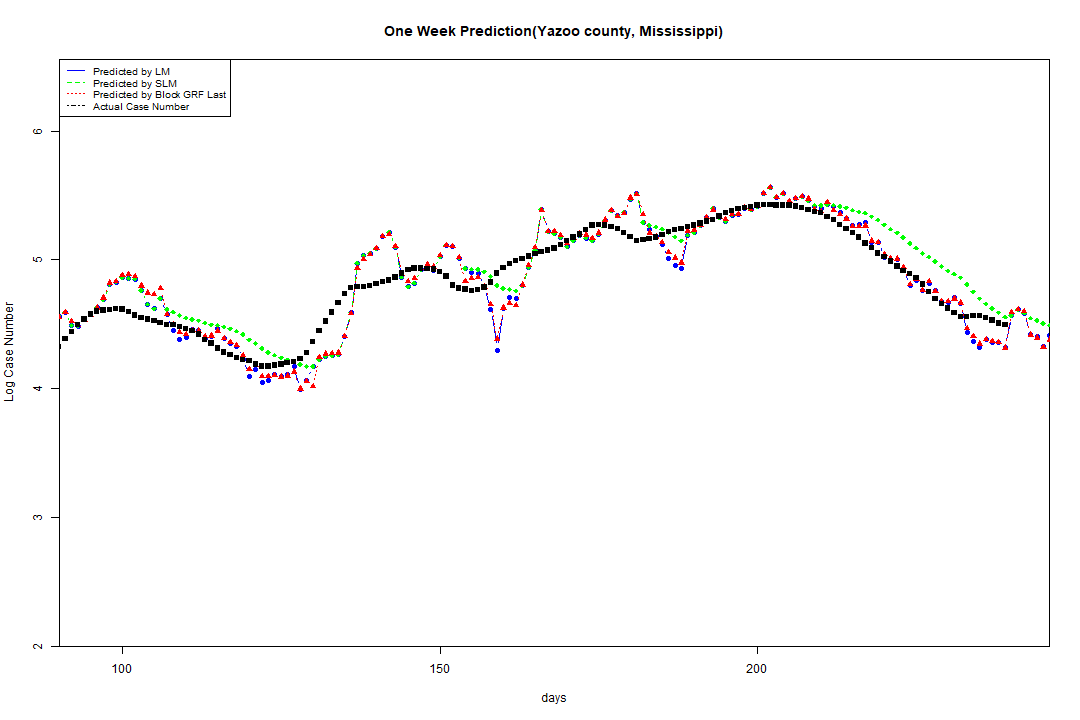 One Week Prediction(Yazoo county, Mississippi)
Predicted by LM
Predicted by SLM
Predicted by Block GRF Last
Actual Case Number
6
5
4
3
2
Log Case Number
100 150 200
days